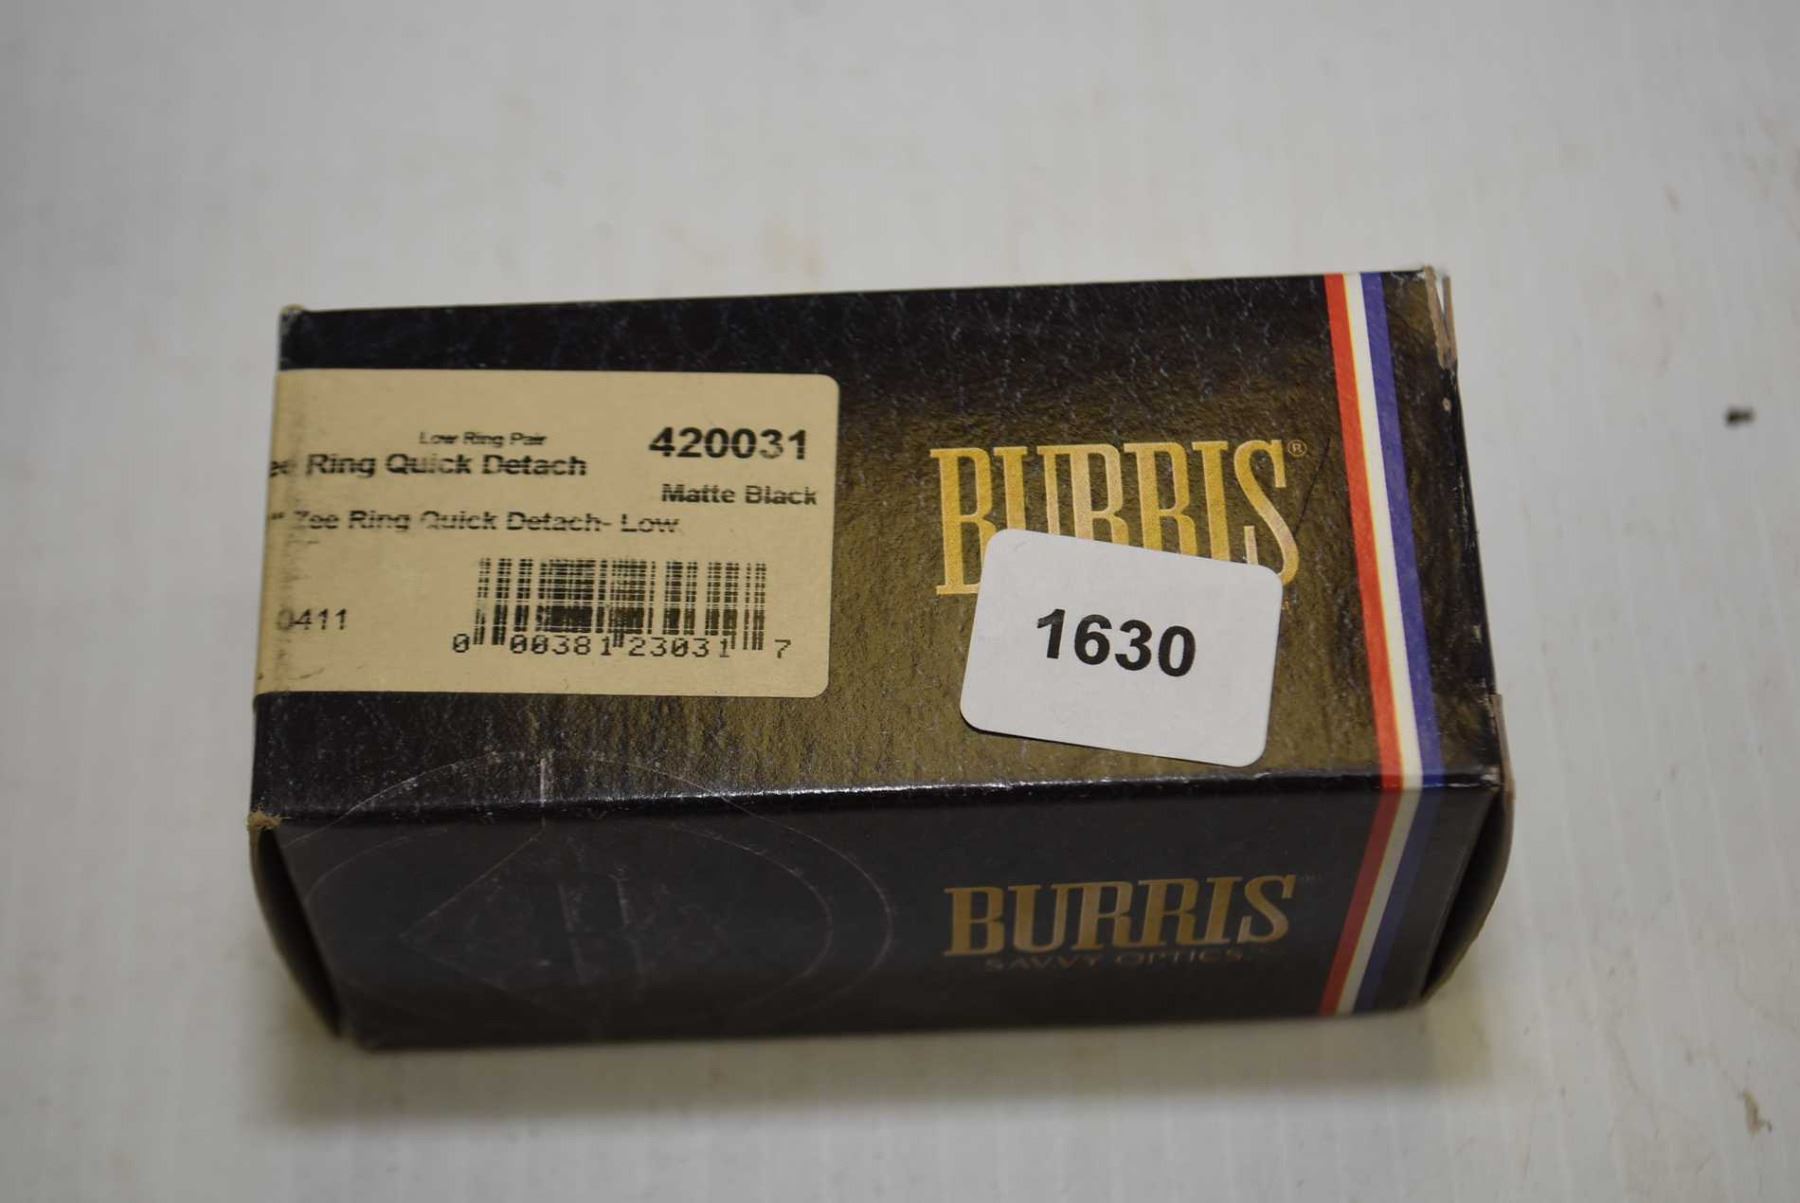 Low Ring Pair
420031
Ring Quick Detach
Matte Black
Zee Ring Quick Detach- Low
0411
0 00381 23031 7
BURRIS®
1630
BURRIS
SAVVY OPTICS